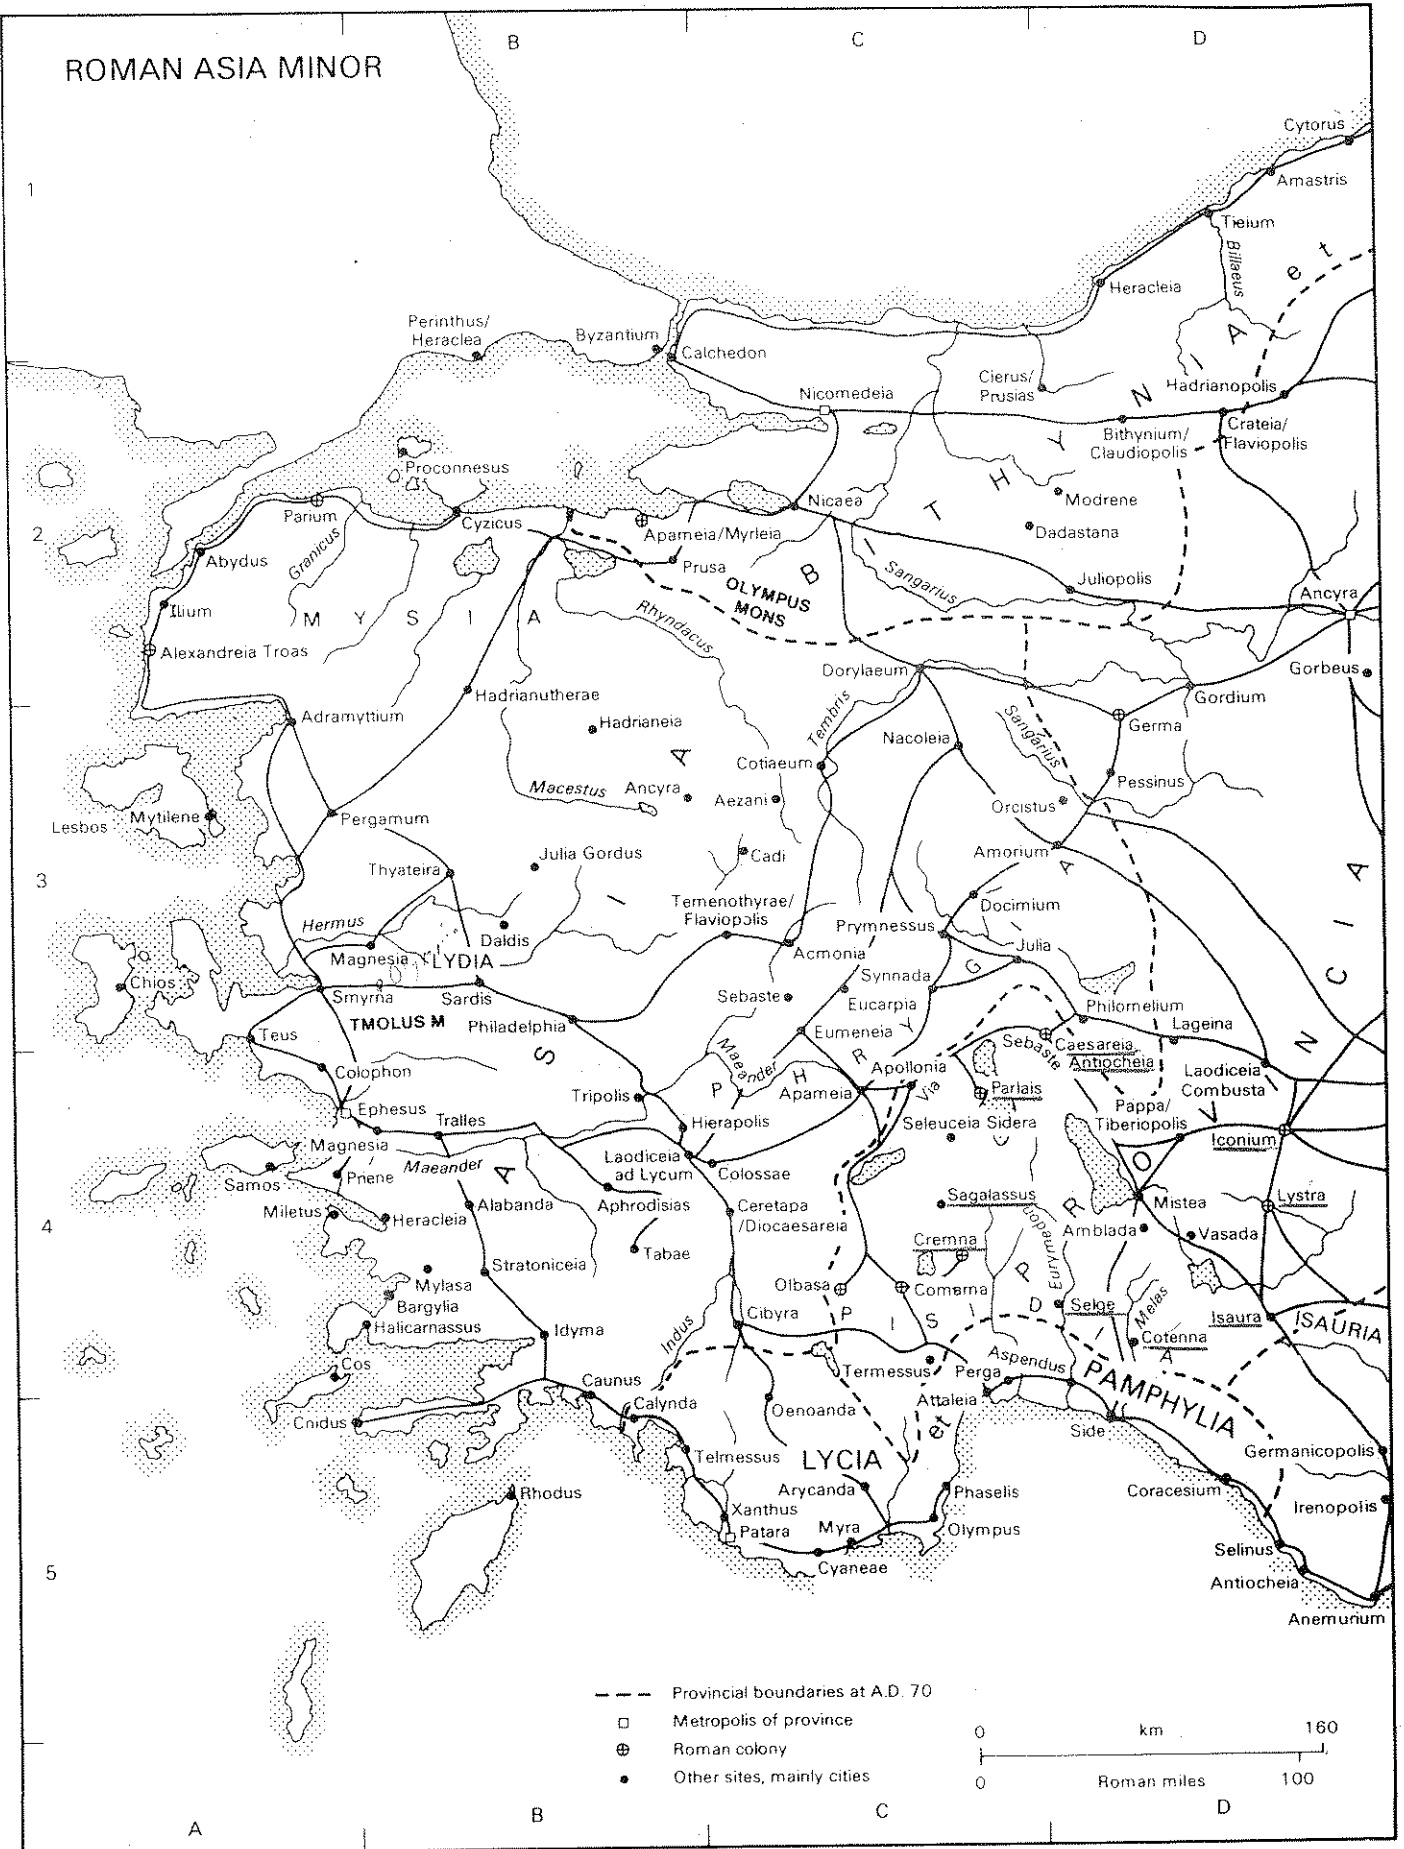 B
C
D
ROMAN ASIA MINOR
Cytorus
1
Amastris
Tieium
Billaeus
et
Heracleia
Perinthus/
Heraclea
Byzantium
Calchedon
Cierus/
Prusias
Hadrianopolis
Nicomedeia
Crateia/
Flaviopolis
Bithynium/
Claudiopolis
BITHYNIA
Proconnesus
Parium
Cyzicus
Nicaea
Modrene
2
Granicus
Apameia/Myrleia
Dadastana
Abydus
Prusa
Sangarius
Juliopolis
OLYMPUS
MONS
Ilium
MYSIA
Rhyndacus
Ancyra
Alexandreia Troas
Dorylaeum
Gorbeus
Hadrianutherae
Gordium
Adramyttium
Hadrianeia
Tembris
Sangarius
Germa
Nacoleia
Cotiaeum
Pessinus
Macestus
Ancyra
Aezani
Orcistus
Mytilene
Lesbos
Pergamum
Amorium
Julia Gordus
Cadi
Thyateira
3
Temenothyrae/
Flaviopolis
Docimium
Hermus
Daldis
Prymnessus
Julia
Magnesia
LYDIA
Acmonia
Synnada
Chios
Smyrna
Sardis
Sebaste
Eucarpia
Philomelium
TMOLUS M
Philadelphia
Eumeneia
Lageina
Teus
Sebaste
Caesareia
Antiocheia
Colophon
Maeander
Apollonia
Via
Laodiceia
Combusta
ASIA
PHRYGIA
Tripolis
Apameia
Parlais
Pappa/
Tiberiopolis
Ephesus
Tralles
Hierapolis
Seleuceia Sidera
Iconium
Magnesia
Maeander
Laodiceia
ad Lycum
Colossae
Samos
Priene
Mistea
Lystra
Miletus
Heracleia
Alabanda
Aphrodisias
Ceretapa
/Diocaesareia
Sagalassus
Amblada
Vasada
4
Tabae
Cremna
Eurymedon
Mylasa
Stratoniceia
Bargylia
Olbasa
Comama
Selge
Melas
Isaura
ISAURIA
PISIDIA
PROVINCIA
Halicarnassus
Idyma
Indus
Cibyra
Cotenna
Cos
Termessus
Perga
Aspendus
PAMPHYLIA
Caunus
Calynda
Oenoanda
Attaleia
Cnidus
et
Side
Germanicopolis
Telmessus
LYCIA
Rhodus
Arycanda
Phaselis
Coracesium
Irenopolis
Xanthus
Patara
Myra
Olympus
Selinus
5
Cyaneae
Antiocheia
Anemurium
Provincial boundaries at A.D. 70
Metropolis of province
0 km 160
Roman colony
Other sites, mainly cities
0 Roman miles 100
A
B
C
D